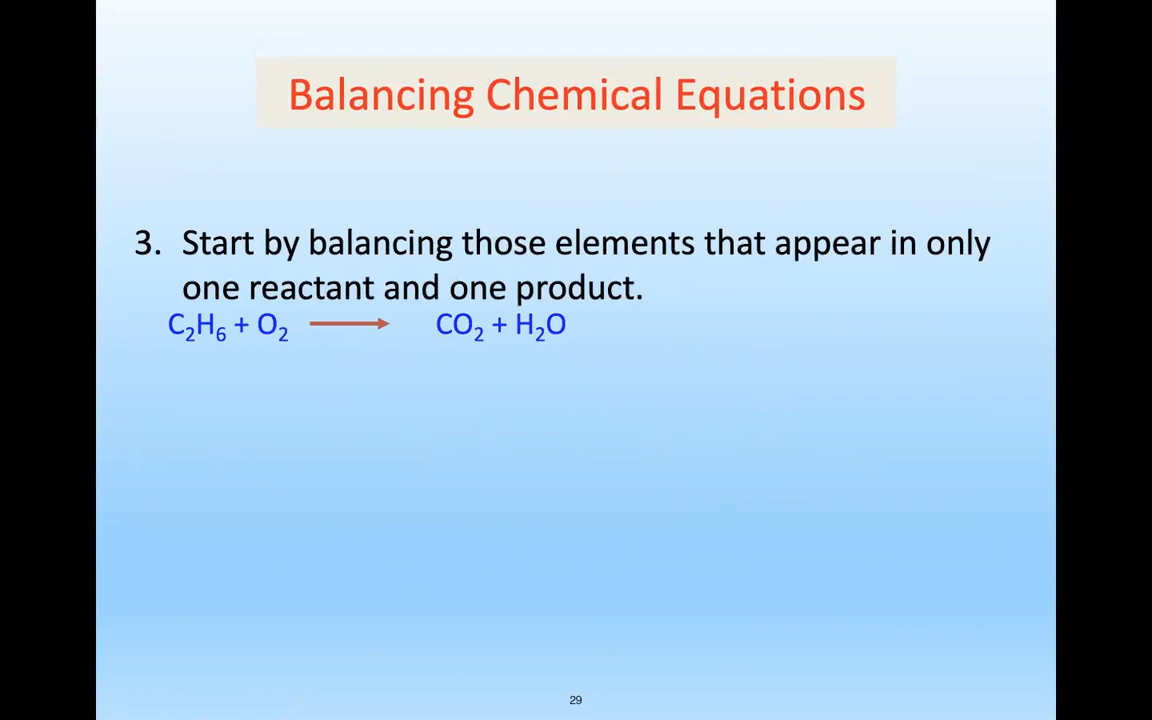 Balancing Chemical Equations
3. Start by balancing those elements that appear in only
one reactant and one product.
C₂H₆ + O₂ → CO₂ + H₂O
29